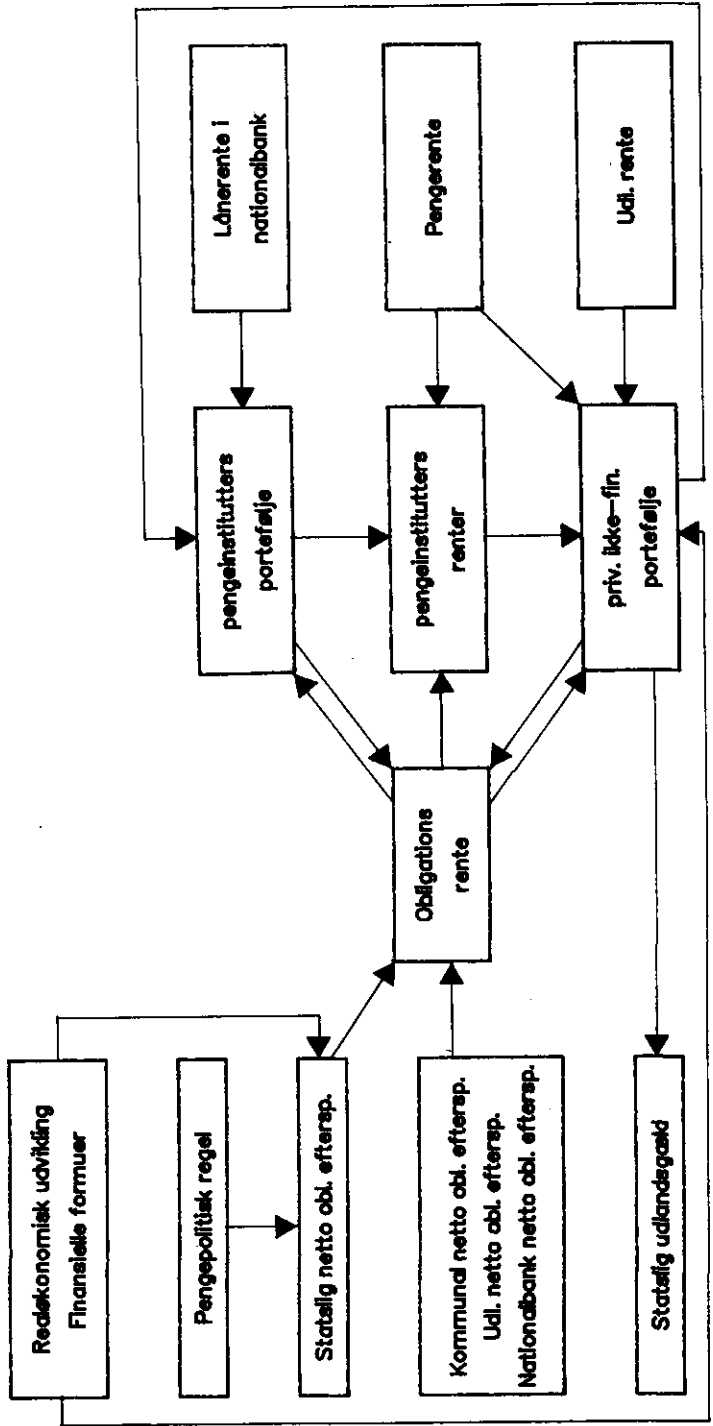 Realøkonomisk udvikling
Finansielle formuer
Pengepolitisk regel
Statslig netto obl. eftersp.
Kommunal netto obl. eftersp.
Udl. netto obl. eftersp.
Nationalbank netto obl. eftersp.
Statslig udlandsgæld
Obligations
rente
pengeinstitutters
portefølje
pengeinstitutters
renter
priv. ikke-fin.
portefølje
Lånerente i
nationalbank
Pengerente
Udl. rente